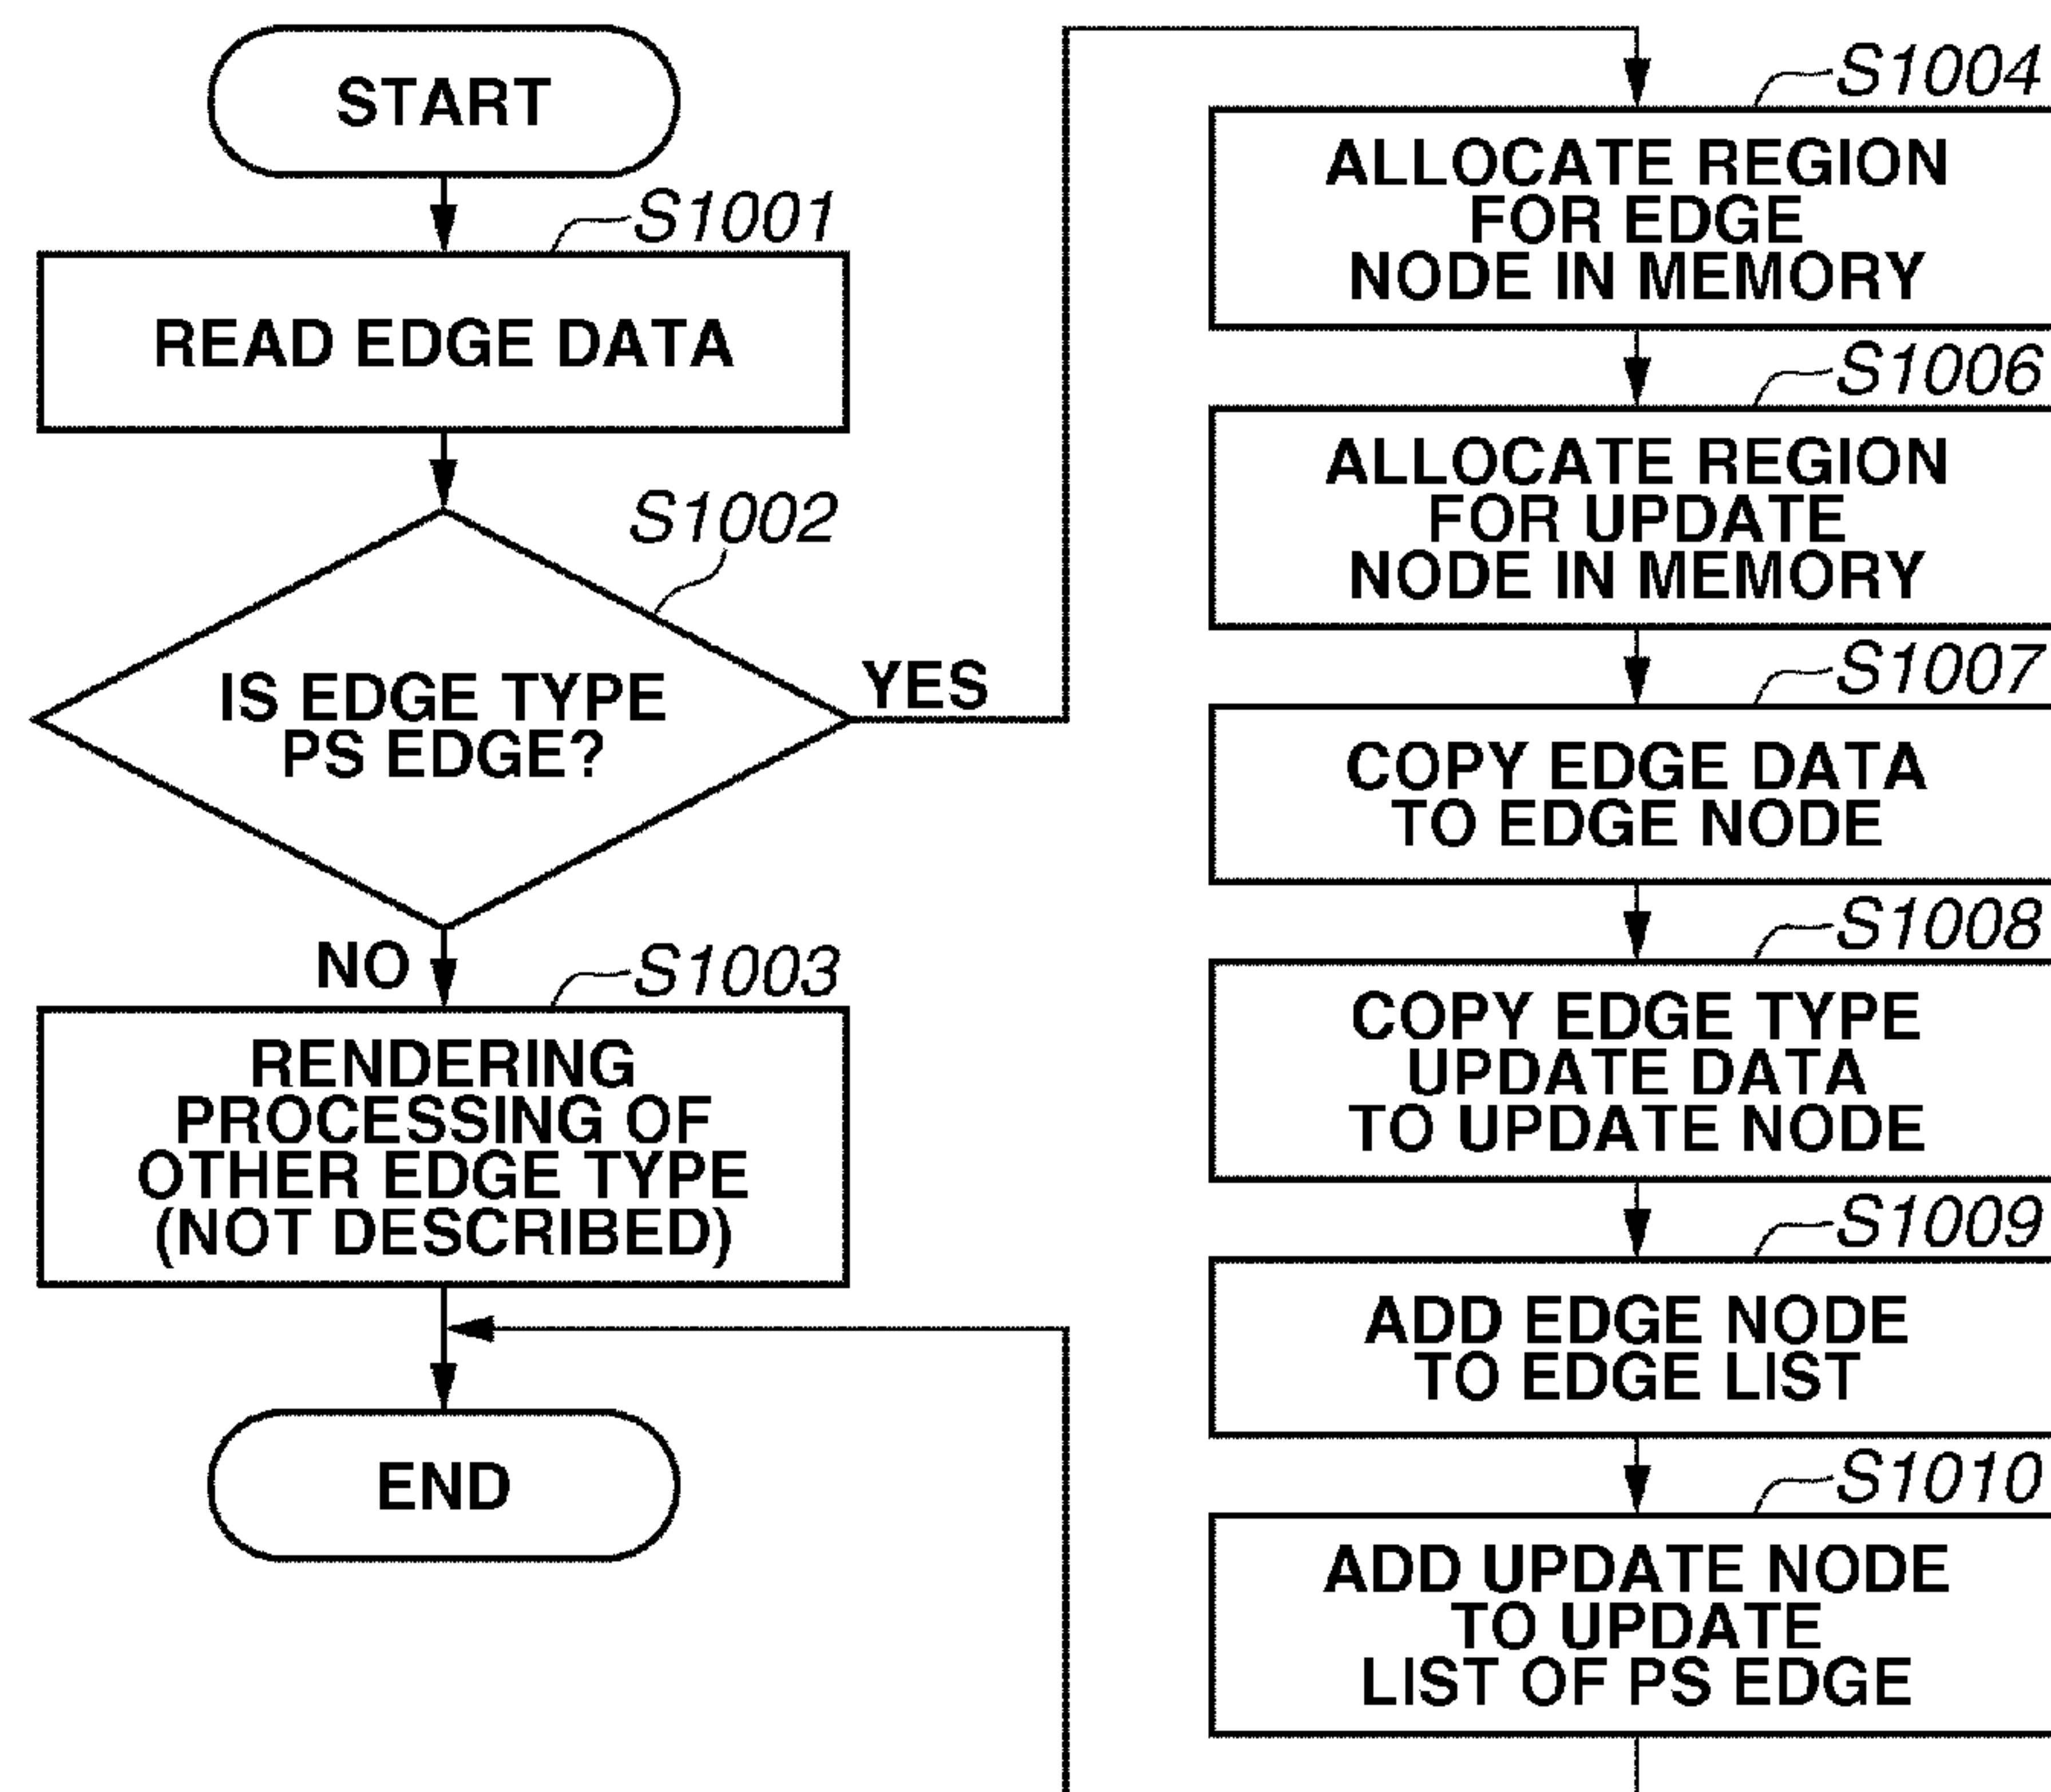 START
S1001
READ EDGE DATA
S1002
IS EDGE TYPE
PS EDGE?
YES
NO
S1003
RENDERING
PROCESSING OF
OTHER EDGE TYPE
(NOT DESCRIBED)
END
S1004
ALLOCATE REGION
FOR EDGE
NODE IN MEMORY
S1006
ALLOCATE REGION
FOR UPDATE
NODE IN MEMORY
S1007
COPY EDGE DATA
TO EDGE NODE
S1008
COPY EDGE TYPE
UPDATE DATA
TO UPDATE NODE
S1009
ADD EDGE NODE
TO EDGE LIST
S1010
ADD UPDATE NODE
TO UPDATE
LIST OF PS EDGE